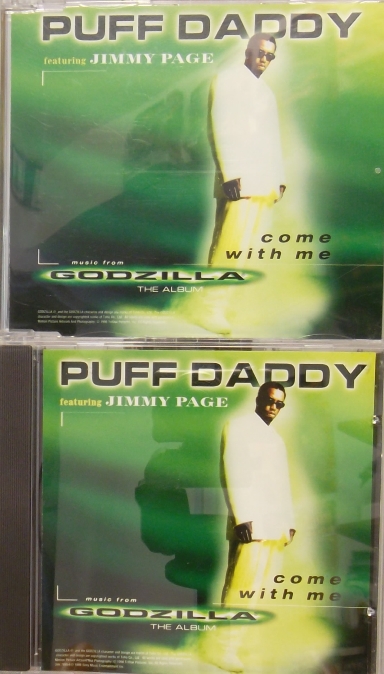 PUFF DADDY
featuring JIMMY PAGE
come
with me
music from
GODZILLA
THE ALBUM
PUFF DADDY
featuring JIMMY PAGE
come
with me
music from
GODZILLA
THE ALBUM